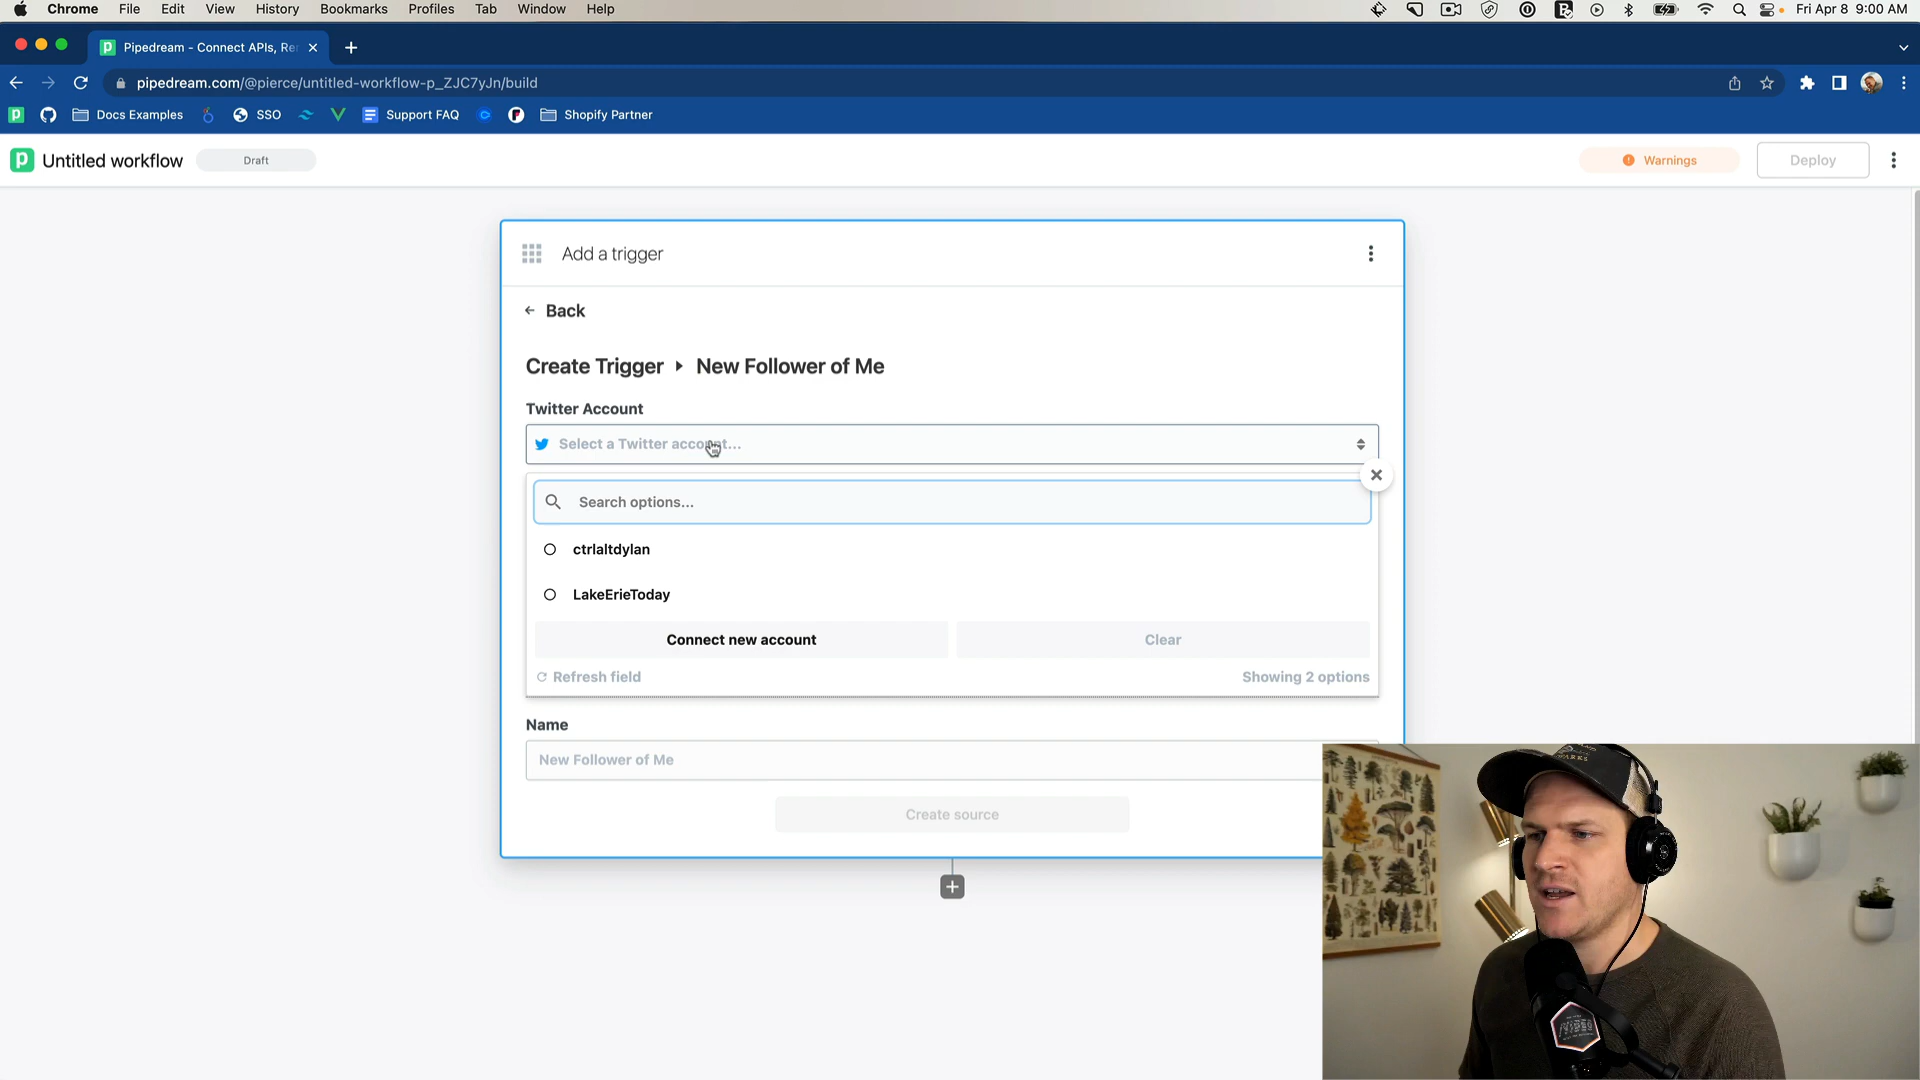 Chrome File Edit View History Bookmarks Profiles Tab Window Help Fri Apr 8 9:00 AM
Pipedream - Connect APIs, Re
pipedream.com/@pierce/untitled-workflow-p_ZJC7yJn/build
Docs Examples SSO Support FAQ Shopify Partner
Untitled workflow Draft Warnings Deploy
Add a trigger
Back
Create Trigger New Follower of Me
Twitter Account
Select a Twitter account...
Search options...
ctrlaltdylan
LakeErieToday
Connect new account Clear
Refresh field Showing 2 options
Name
New Follower of Me
Create source